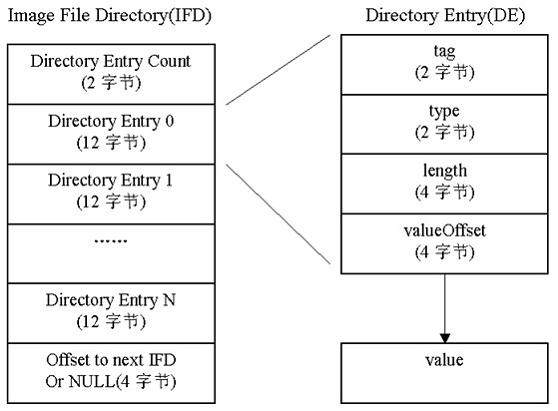 Image File Directory(IFD)
Directory Entry Count
(2 字节)
Directory Entry 0
(12 字节)
Directory Entry 1
(12 字节)
······
Directory Entry N
(12 字节)
Offset to next IFD
Or NULL(4 字节)
Directory Entry(DE)
tag
(2 字节)
type
(2 字节)
length
(4 字节)
valueOffset
(4 字节)
value